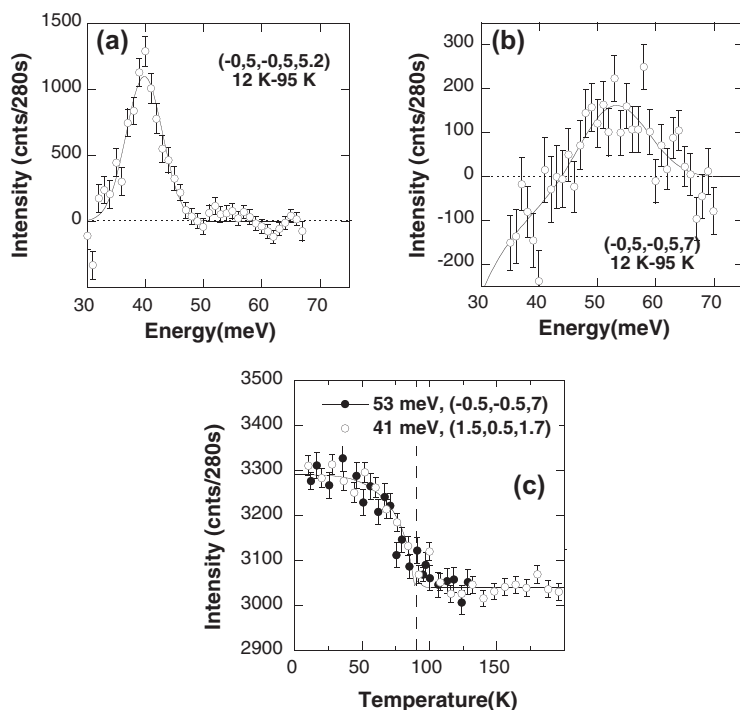 (a)
(-0,5,-0,5,5.2)
12 K-95 K
Intensity (cnts/280s)
1500
1000
500
0
30 40 50 60 70
Energy(meV)
(b)
Intensity (cnts/280s)
300
200
100
0
-100
-200
(-0,5,-0,5,7)
12 K-95 K
30 40 50 60 70
Energy(meV)
3500
3400
3300
3200
3100
3000
2900
Intensity (cnts/280s)
53 meV, (-0.5,-0.5,7)
41 meV, (1.5,0.5,1.7)
(c)
0 50 100 150
Temperature(K)